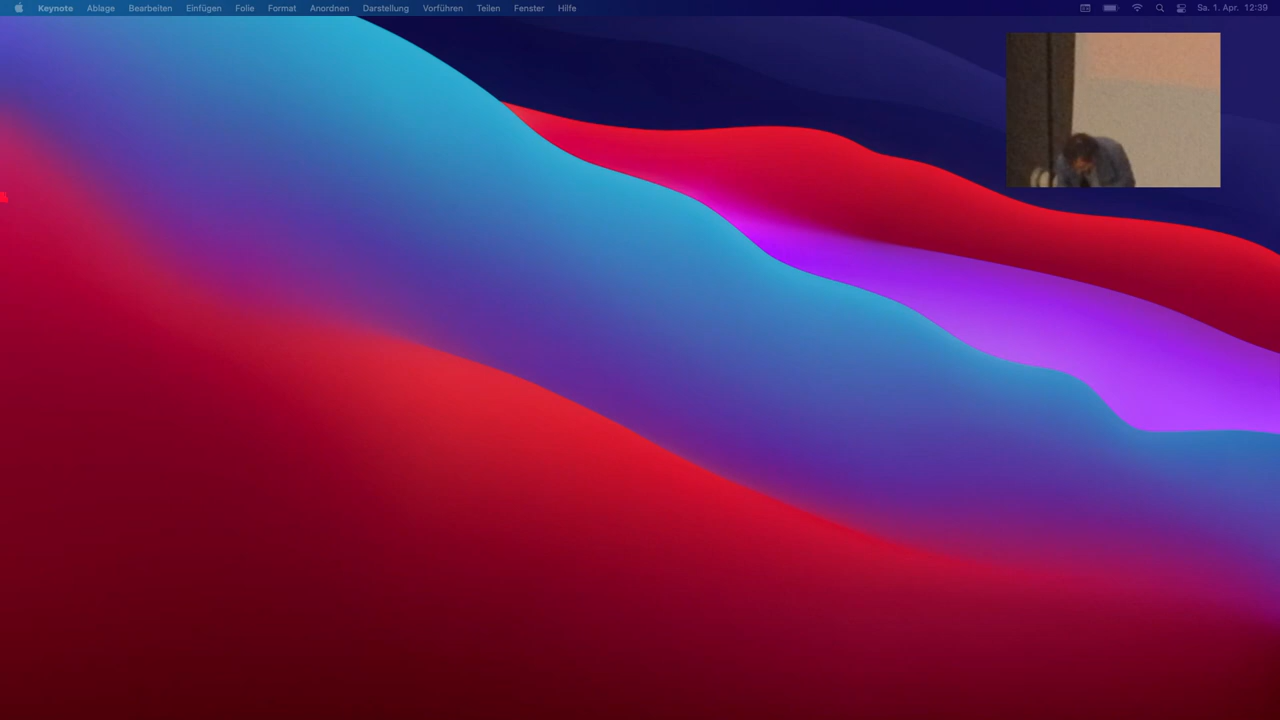 Keynote Ablage Bearbeiten Einfügen Folie Format Anordnen Darstellung Vorführen Teilen Fenster Hilfe Sa. 1. Apr. 12:39